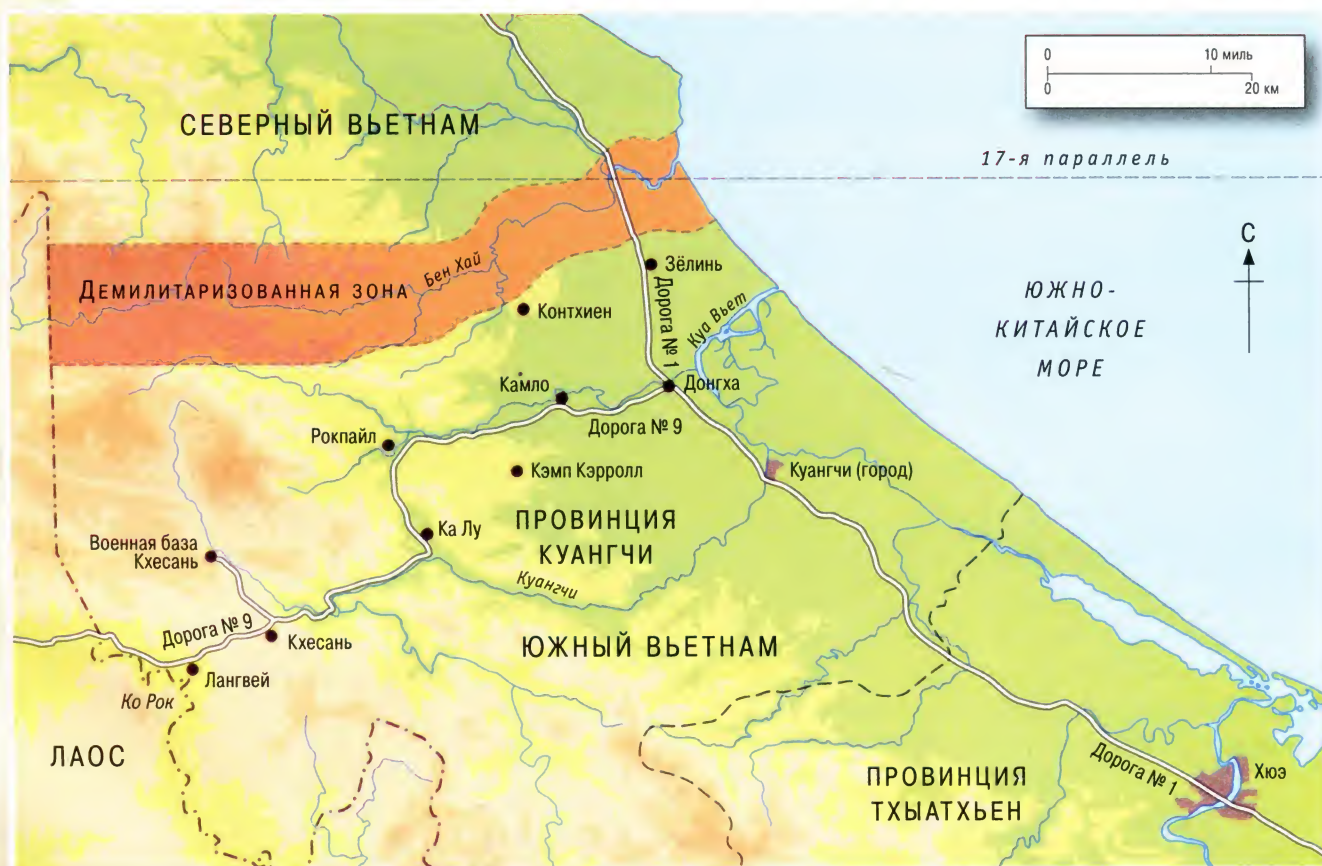 0 10 миль
0 20 км
СЕВЕРНЫЙ ВЬЕТНАМ
17-я параллель
С
Зёлинь
Бен Хай
ДЕМИЛИТАРИЗОВАННАЯ ЗОНА
Контхиен
Дорога № 1
Куа Вьет
ЮЖНО-
КИТАЙСКОЕ
МОРЕ
Камло
Донгха
Дорога № 9
Рокпайл
Кэмп Кэрролл
Куангчи (город)
Ка Лу
ПРОВИНЦИЯ
КУАНГЧИ
Военная база
Кхесань
Куангчи
Дорога № 9
Кхесань
ЮЖНЫЙ ВЬЕТНАМ
Лангвей
Ко Рок
ЛАОС
ПРОВИНЦИЯ
ТХЫАТХЬЕН
Дорога № 1
Хюэ